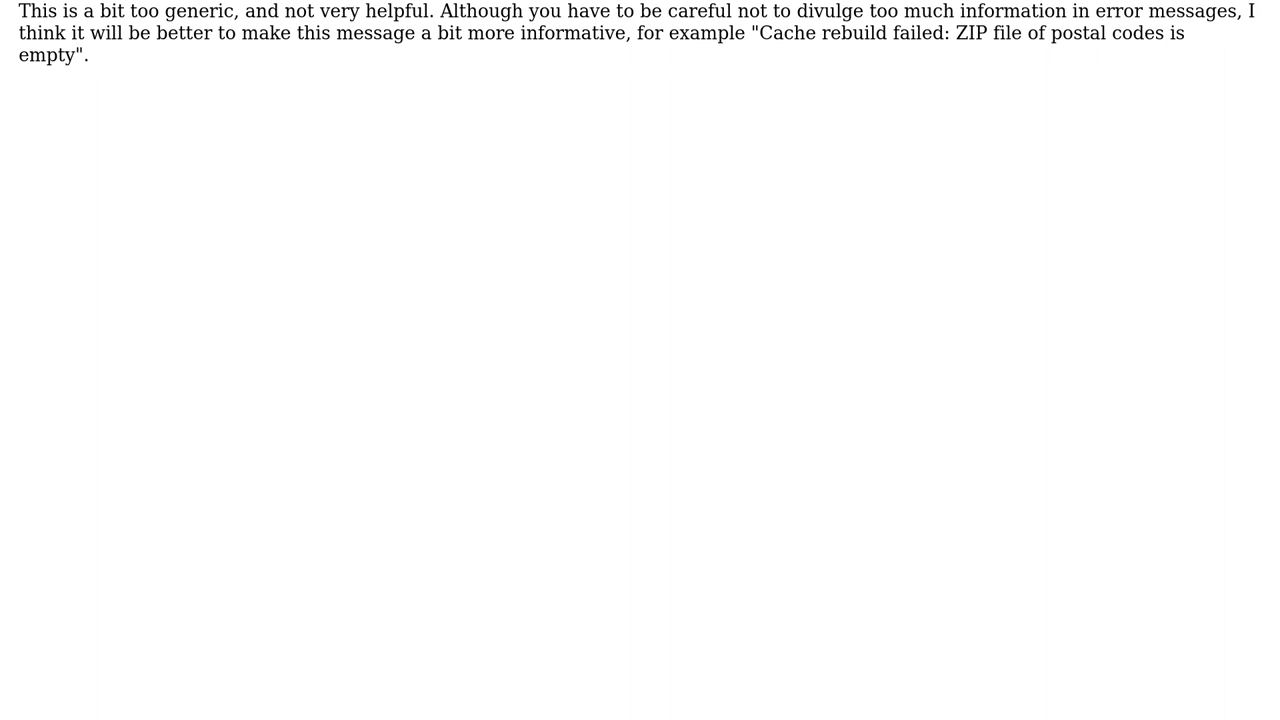 This is a bit too generic, and not very helpful. Although you have to be careful not to divulge too much information in error messages, I
think it will be better to make this message a bit more informative, for example "Cache rebuild failed: ZIP file of postal codes is
empty".